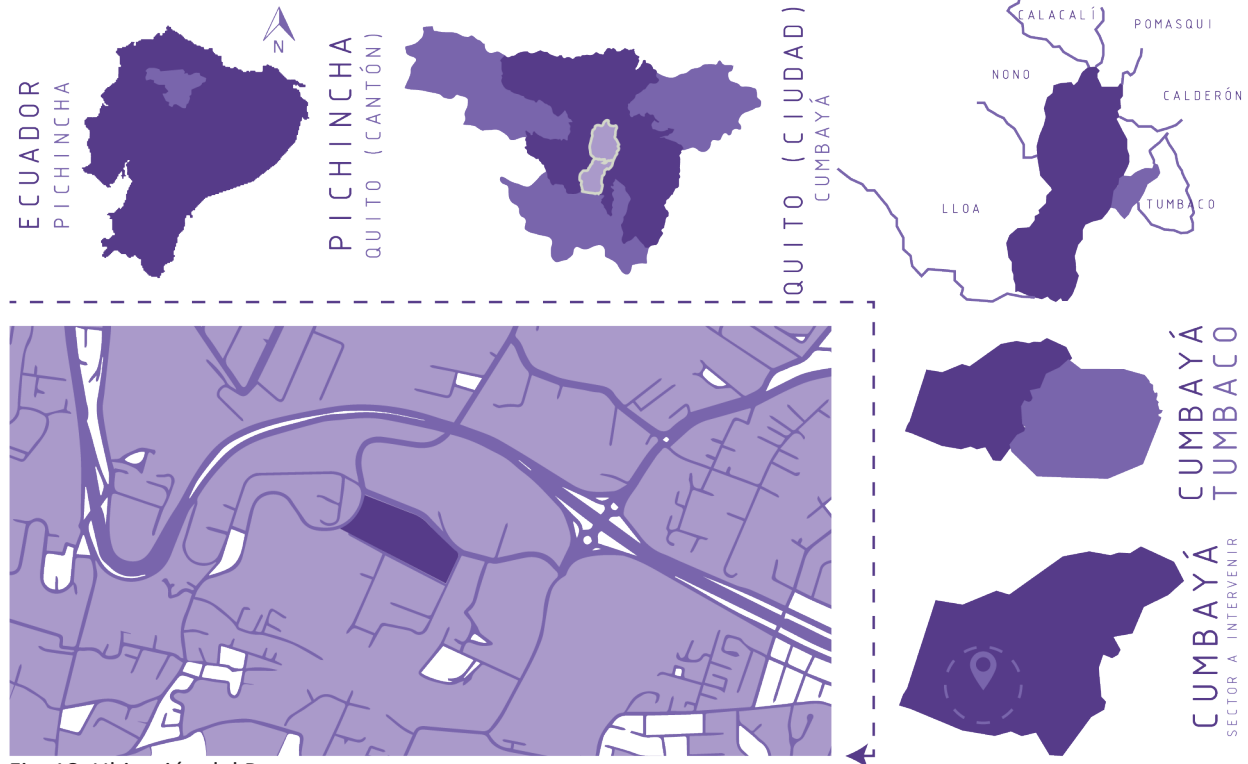 ECUADOR
PICHINCHA
N
PICHINCHA
QUITO (CANTÓN)
QUITO (CIUDAD)
CUMBAYÁ
CALACALÍ
POMASQUI
NONO
CALDERÓN
LLOA
TUMBACO
CUMBAYÁ
TUMBACO
CUMBAYÁ
SECTOR A INTERVENIR